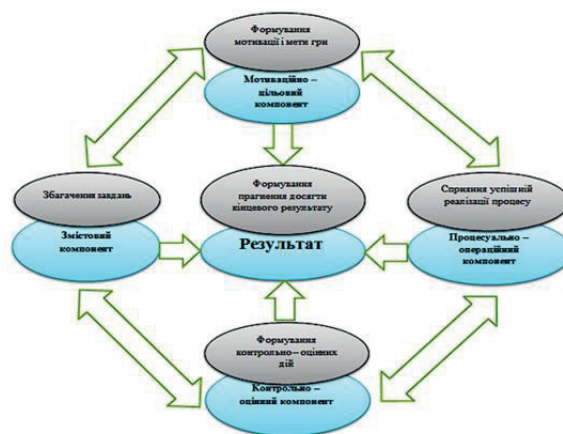 Формування
мотивації і мети гри
Мотиваційно –
цільовий компонент
Збагачення завдань
Змістовий
компонент
Формування
прагнення досягти
кінцевого результату
Результат
Сприяння успішній
реалізації процесу
Процесуально –
операційний компонент
Формування
контрольно – оцінних
дій
Контрольно –
оцінний компонент